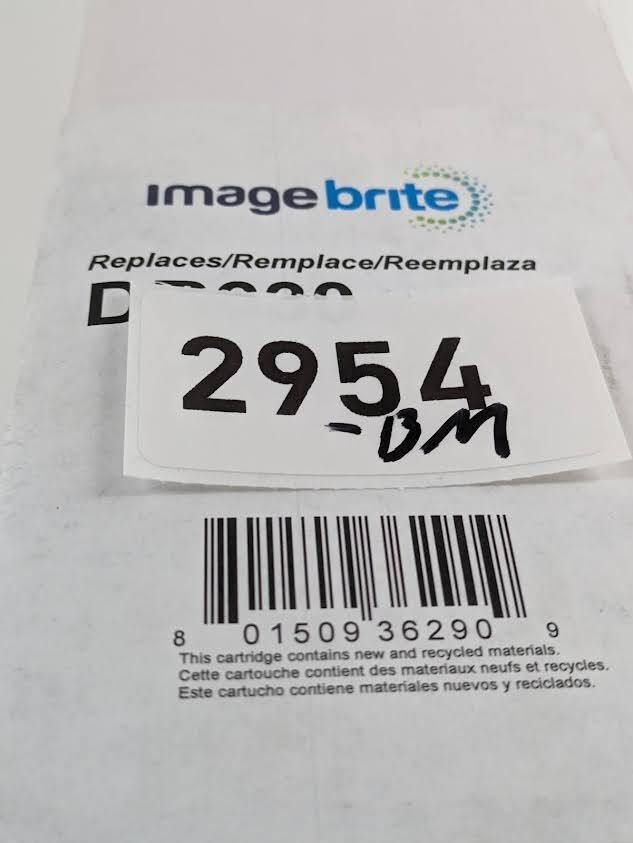 imagebrite
Replaces/Remplace/Reemplaza
2954
-BM
8 01509 36290 9
This cartridge contains new and recycled materials.
Cette cartouche contient des materiaux neufs et recycles.
Este cartucho contiene materiales nuevos y reciclados.